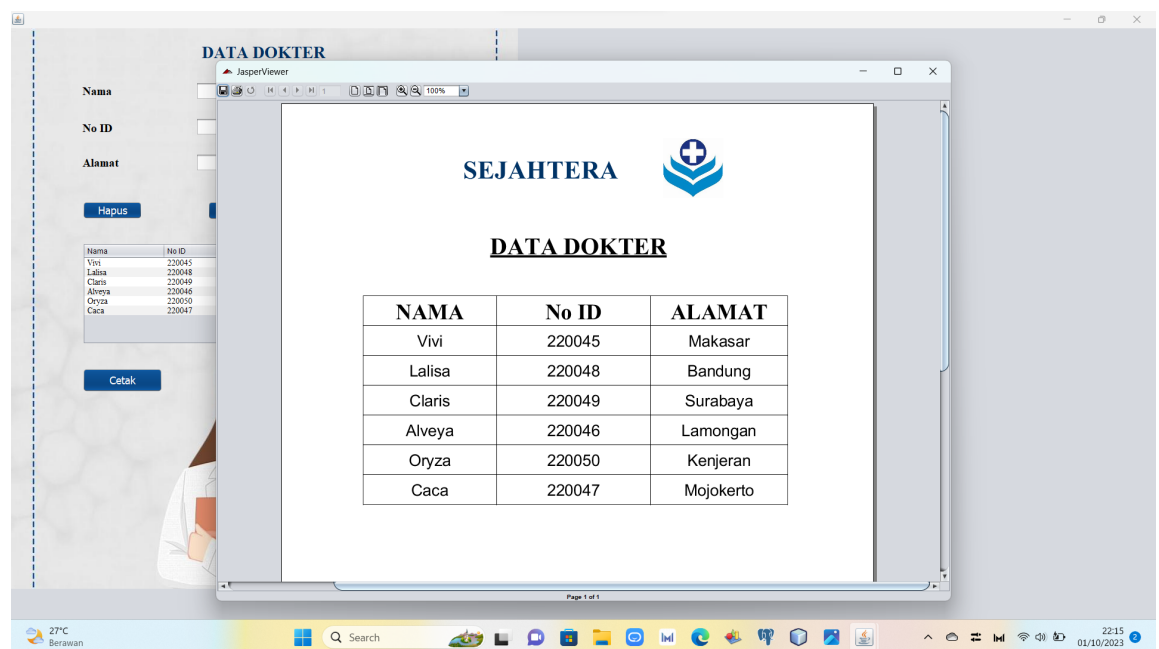 DATA DOKTER
Nama
No ID
Alamat
Hapus
Nama No ID
Vivi 220045
Lalisa 220048
Claris 220049
Alveya 220046
Oryza 220050
Caca 220047
Cetak
JasperViewer
1 100%
SEJAHTERA
DATA DOKTER
NAMA No ID ALAMAT
Vivi 220045 Makasar
Lalisa 220048 Bandung
Claris 220049 Surabaya
Alveya 220046 Lamongan
Oryza 220050 Kenjeran
Caca 220047 Mojokerto
Page 1 of 1
27°C
Berawan
Search
22:15
01/10/2023
2